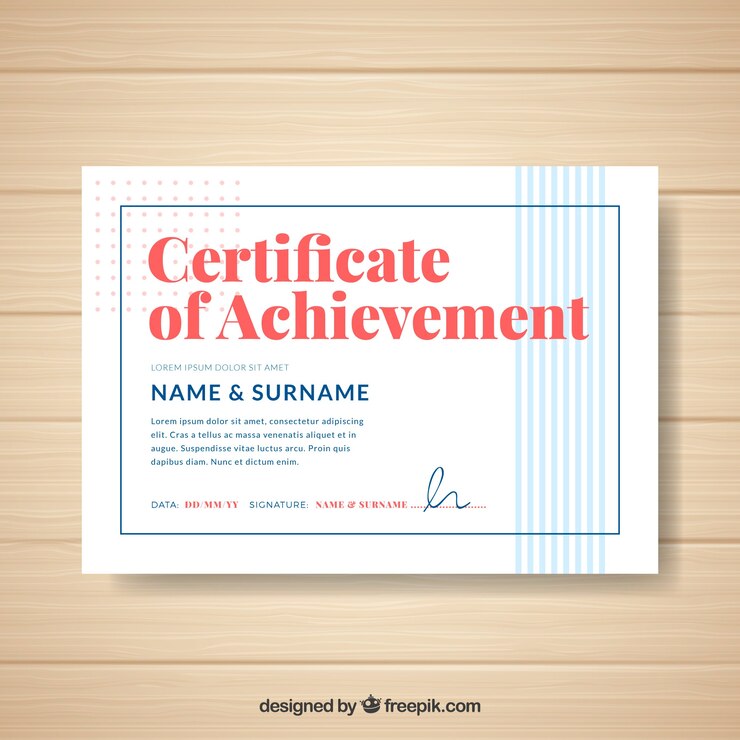 Certificate
of Achievement
LOREM IPSUM DOLOR SIT AMET
NAME & SURNAME
Lorem ipsum dolor sit amet, consectetur adipiscing
elit. Cras a tellus ac massa venenatis aliquet et in
augue. Suspendisse vitae luctus arcu. Proin quis
dapibus diam. Nunc et interdum enim.
DATA: DD/MM/YY SIGNATURE: NAME & SURNAME
designed by freepik.com